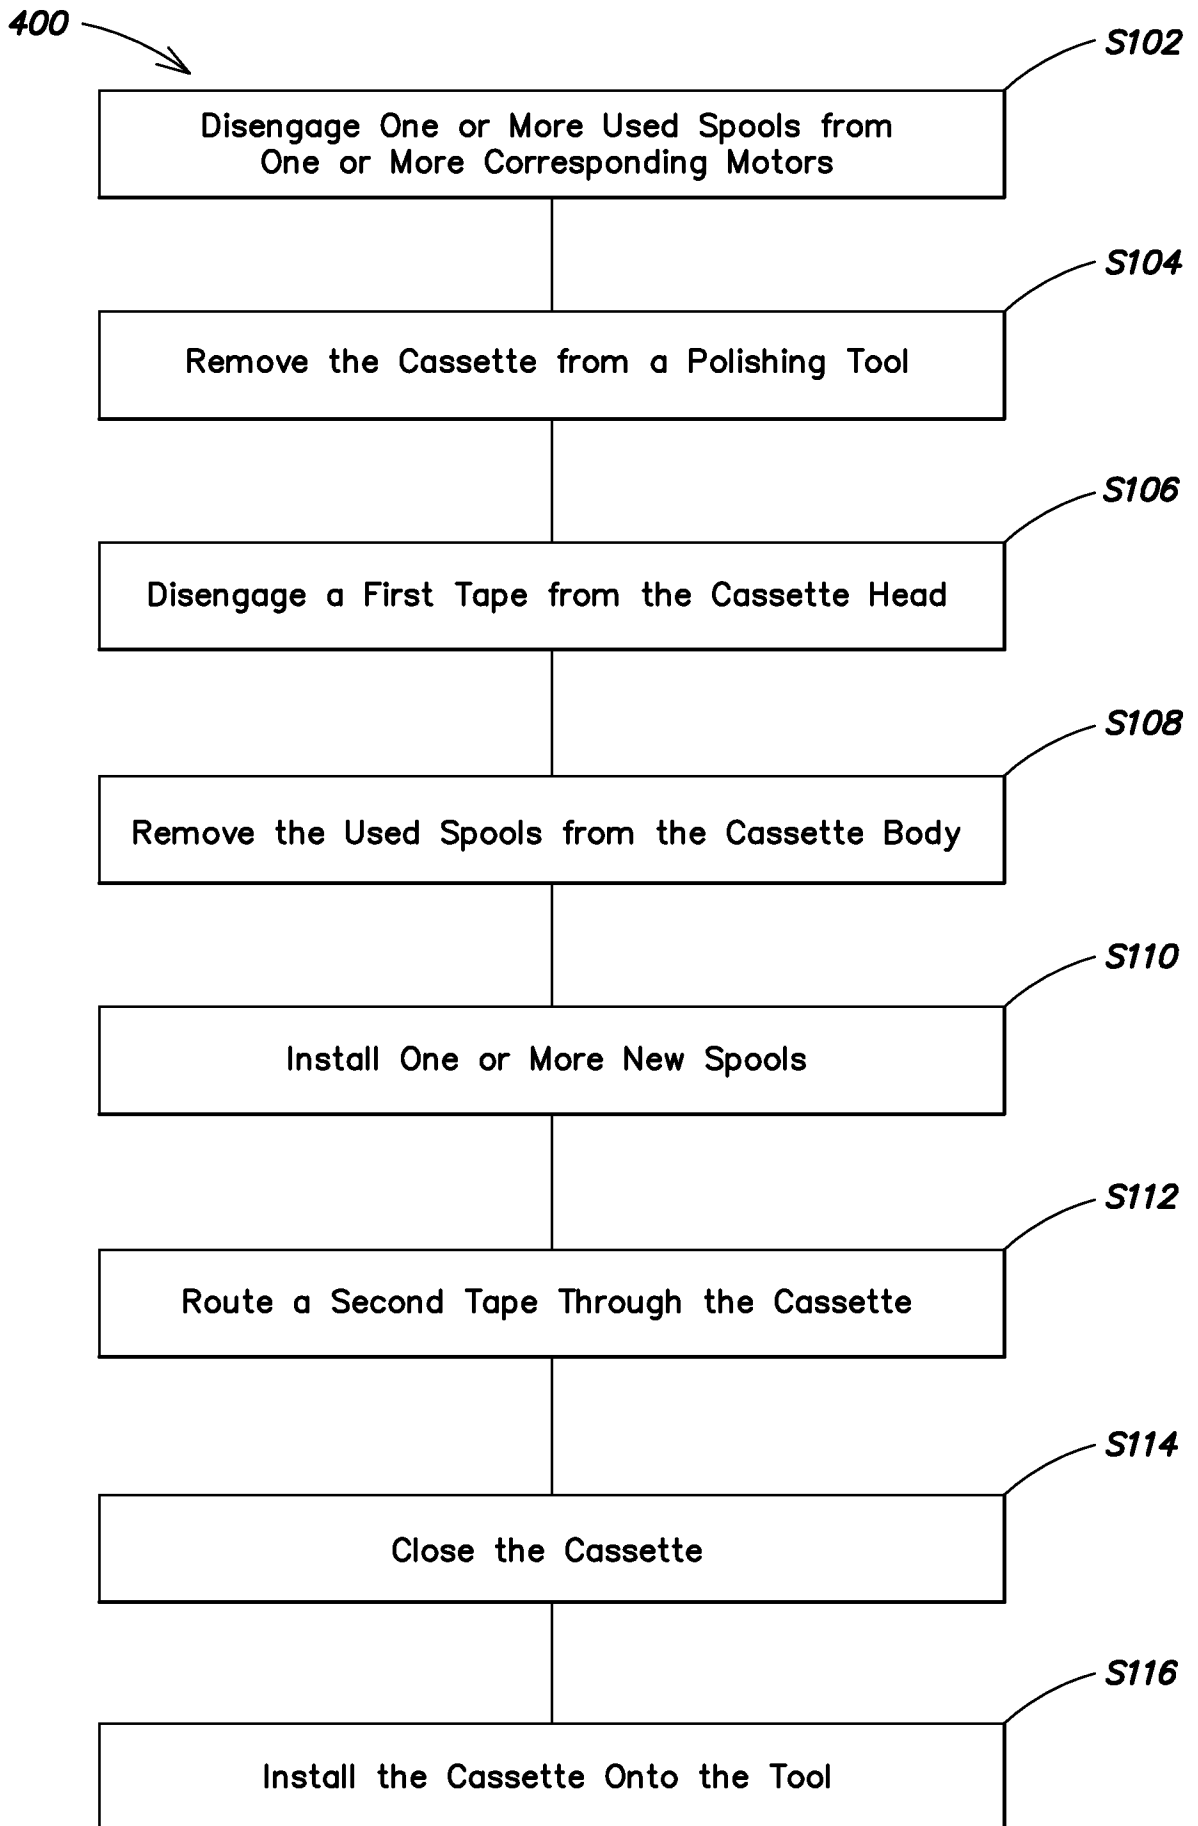 400
S102
Disengage One or More Used Spools from
One or More Corresponding Motors
S104
Remove the Cassette from a Polishing Tool
S106
Disengage a First Tape from the Cassette Head
S108
Remove the Used Spools from the Cassette Body
S110
Install One or More New Spools
S112
Route a Second Tape Through the Cassette
S114
Close the Cassette
S116
Install the Cassette Onto the Tool